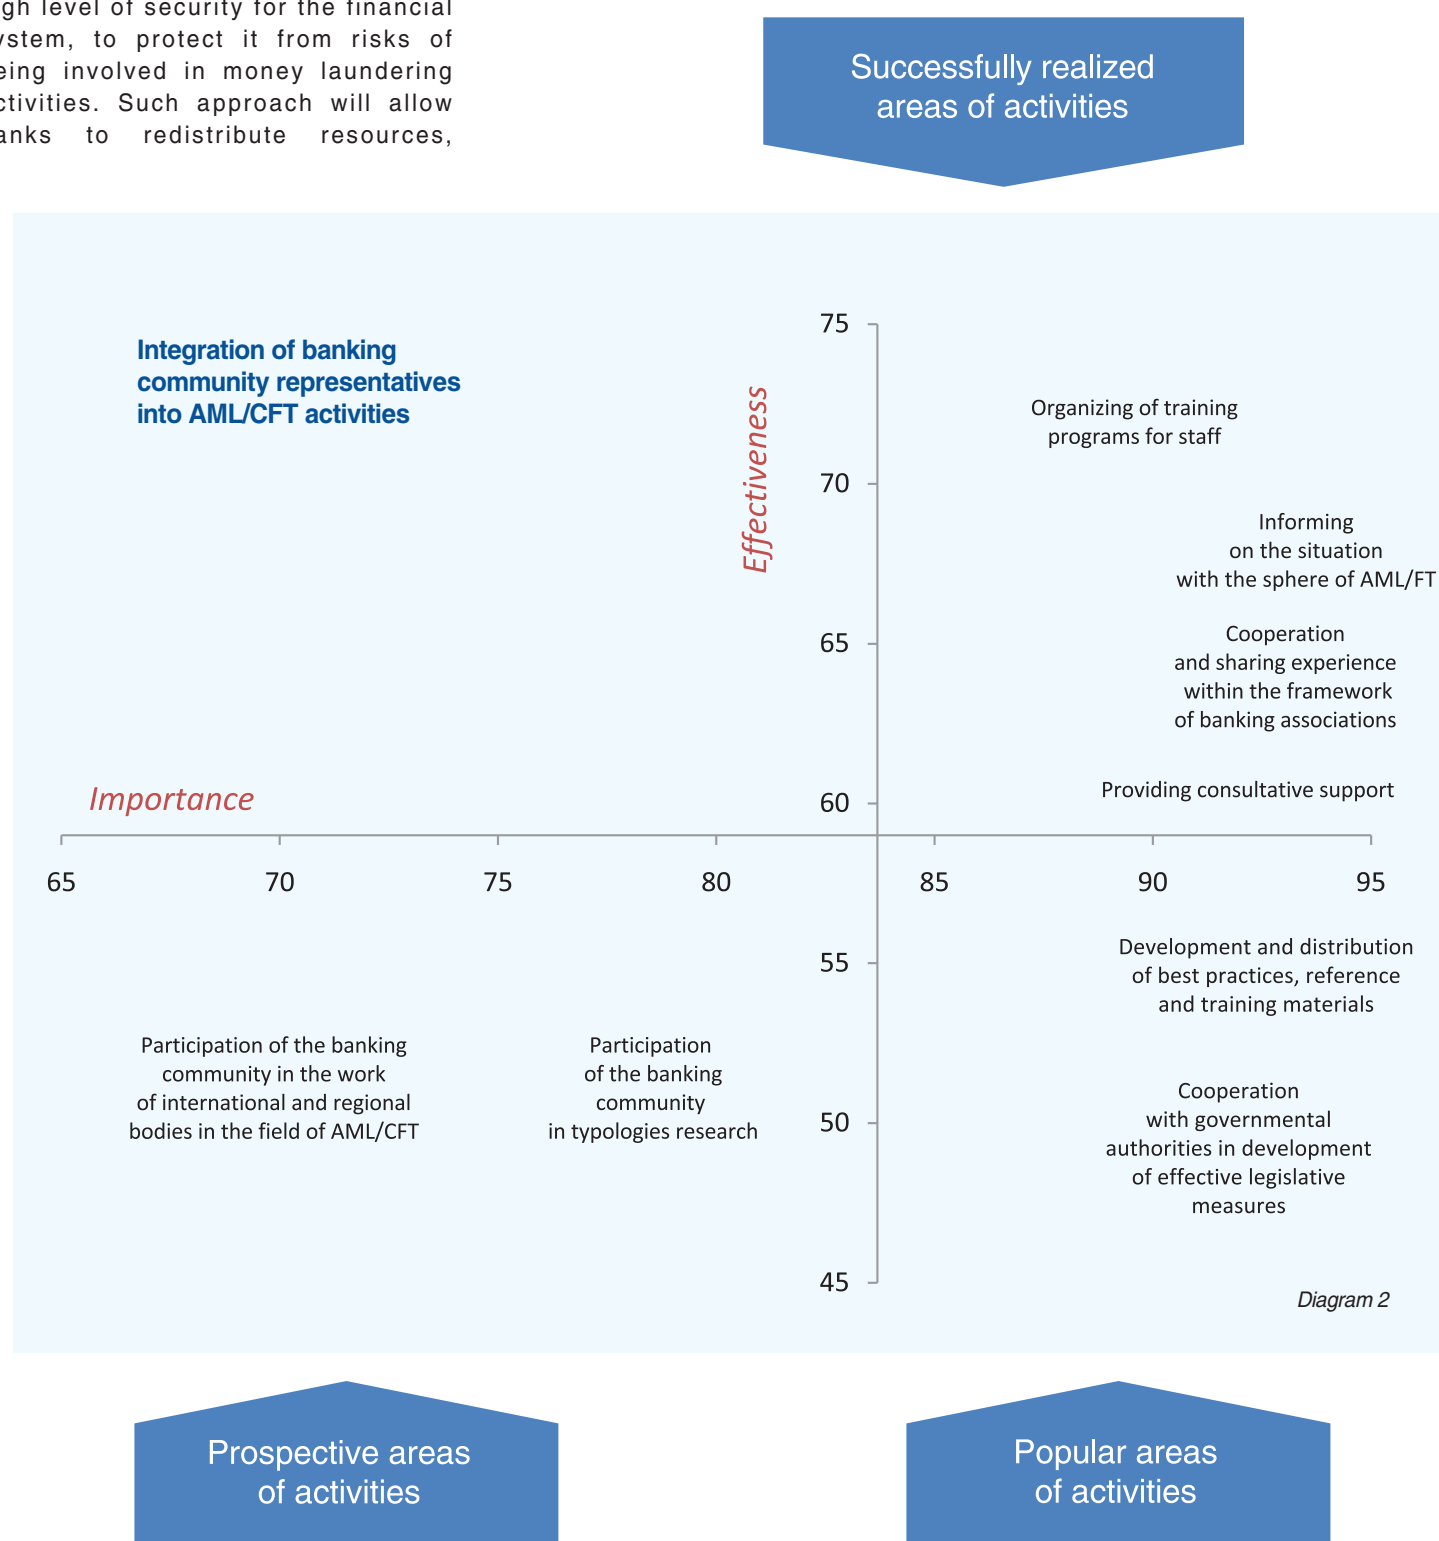 gh level of security for the financial
ystem, to protect it from risks of
eing involved in money laundering
ctivities. Such approach will allow
anks to redistribute resources,
Successfully realized
areas of activities
Integration of banking
community representatives
into AML/CFT activities
Effectiveness
Importance
75
70
65
60
55
50
45
65
70
75
80
85
90
95
Organizing of training
programs for staff
Informing
on the situation
with the sphere of AML/FT
Cooperation
and sharing experience
within the framework
of banking associations
Providing consultative support
Development and distribution
of best practices, reference
and training materials
Participation of the banking
community in the work
of international and regional
bodies in the field of AML/CFT
Participation
of the banking
community
in typologies research
Cooperation
with governmental
authorities in development
of effective legislative
measures
Diagram 2
Prospective areas
of activities
Popular areas
of activities